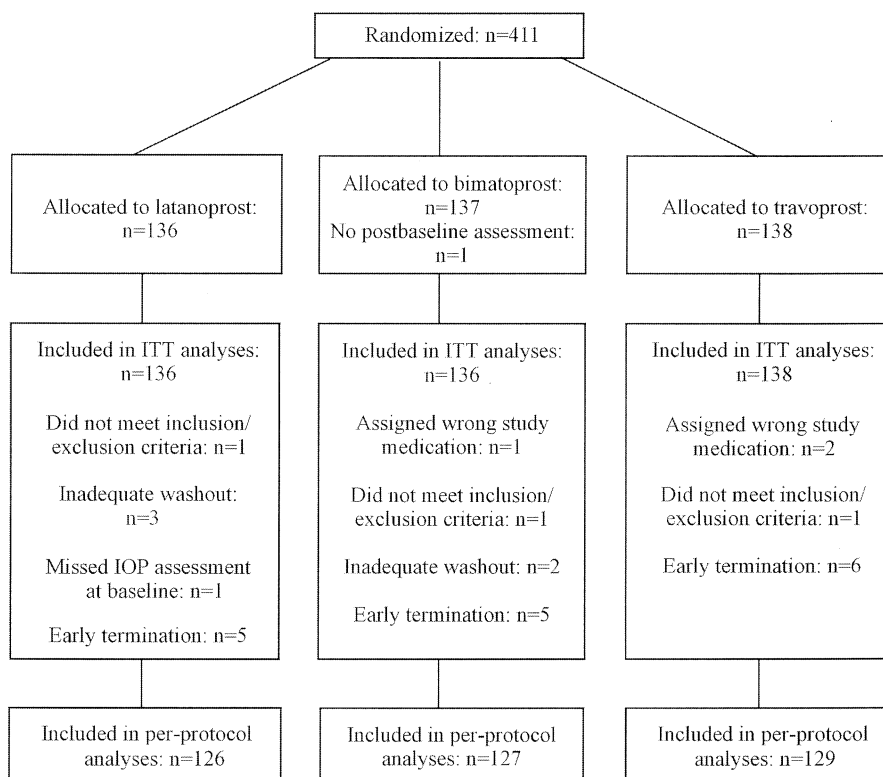 Randomized: n=411
Allocated to latanoprost:
n=136
Allocated to bimatoprost:
n=137
No postbaseline assessment:
n=1
Allocated to travoprost:
n=138
Included in ITT analyses:
n=136
Did not meet inclusion/
exclusion criteria: n=1
Inadequate washout:
n=3
Missed IOP assessment
at baseline: n=1
Early termination: n=5
Included in ITT analyses:
n=136
Assigned wrong study
medication: n=1
Did not meet inclusion/
exclusion criteria: n=1
Inadequate washout: n=2
Early termination: n=5
Included in ITT analyses:
n=138
Assigned wrong study
medication: n=2
Did not meet inclusion/
exclusion criteria: n=1
Early termination: n=6
Included in per-protocol
analyses: n=126
Included in per-protocol
analyses: n=127
Included in per-protocol
analyses: n=129